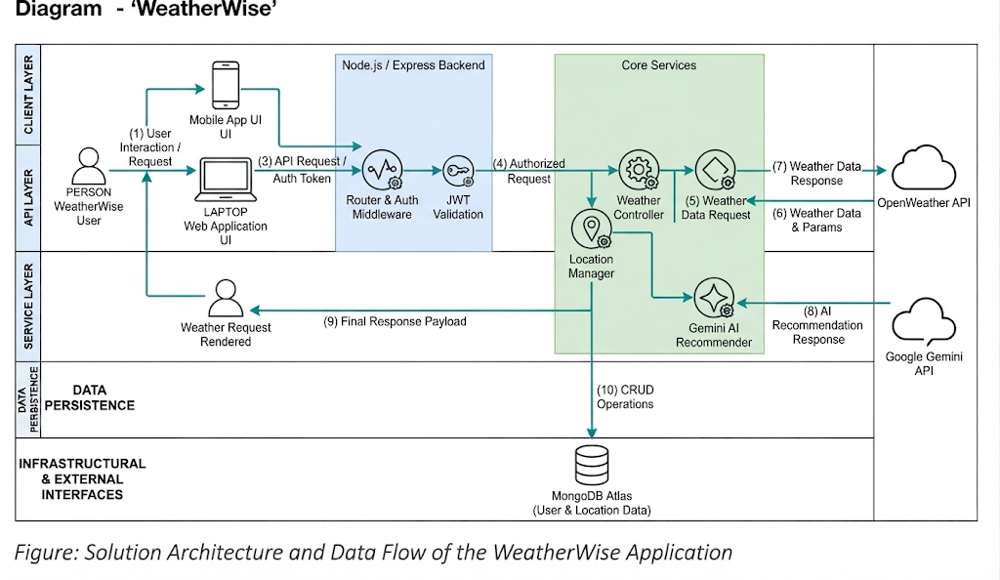 Diagram - ‘WeatherWise’
CLIENT LAYER
API LAYER
SERVICE LAYER
DATA
PERSISTENCE
Node.js / Express Backend
Core Services
Mobile App UI
UI
(1) User
Interaction /
Request
PERSON
WeatherWise
User
LAPTOP
Web Application
UI
(3) API Request /
Auth Token
Router & Auth
Middleware
JWT
Validation
(4) Authorized
Request
Weather
Controller
(5) Weather
Data Request
(7) Weather Data
Response
(6) Weather Data
& Params
OpenWeather API
Location
Manager
Weather Request
Rendered
(9) Final Response Payload
Gemini AI
Recommender
(8) AI
Recommendation
Response
Google Gemini
API
DATA
PERSISTENCE
(10) CRUD
Operations
INFRASTRUCTURAL
& EXTERNAL
INTERFACES
MongoDB Atlas
(User & Location Data)
Figure: Solution Architecture and Data Flow of the WeatherWise Application